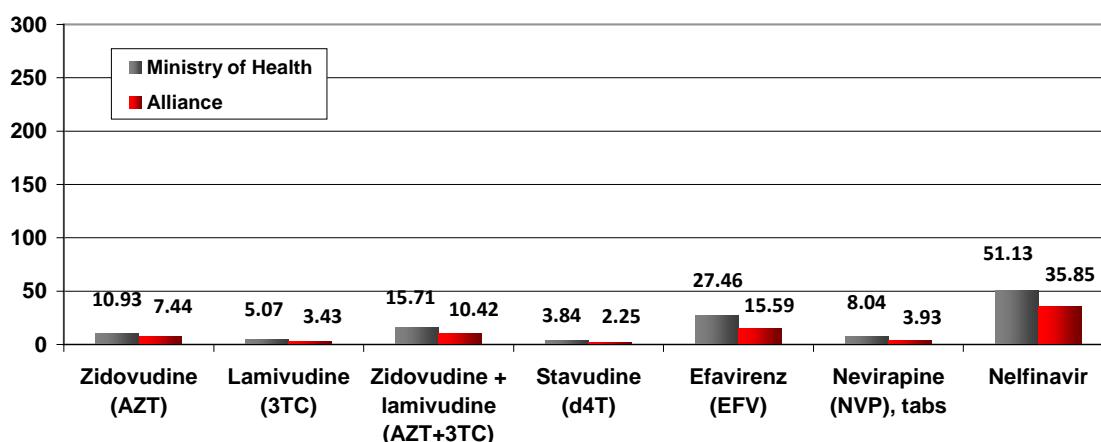 300
250
200
150
100
50
0
Ministry of Health
Alliance
10.93 7.44 5.07 3.43 15.71 10.42 3.84 2.25 27.46 15.59 8.04 3.93 51.13 35.85
Zidovudine (AZT)
Lamivudine (3TC)
Zidovudine + lamivudine (AZT+3TC)
Stavudine (d4T)
Efavirenz (EFV)
Nevirapine (NVP), tabs
Nelfinavir